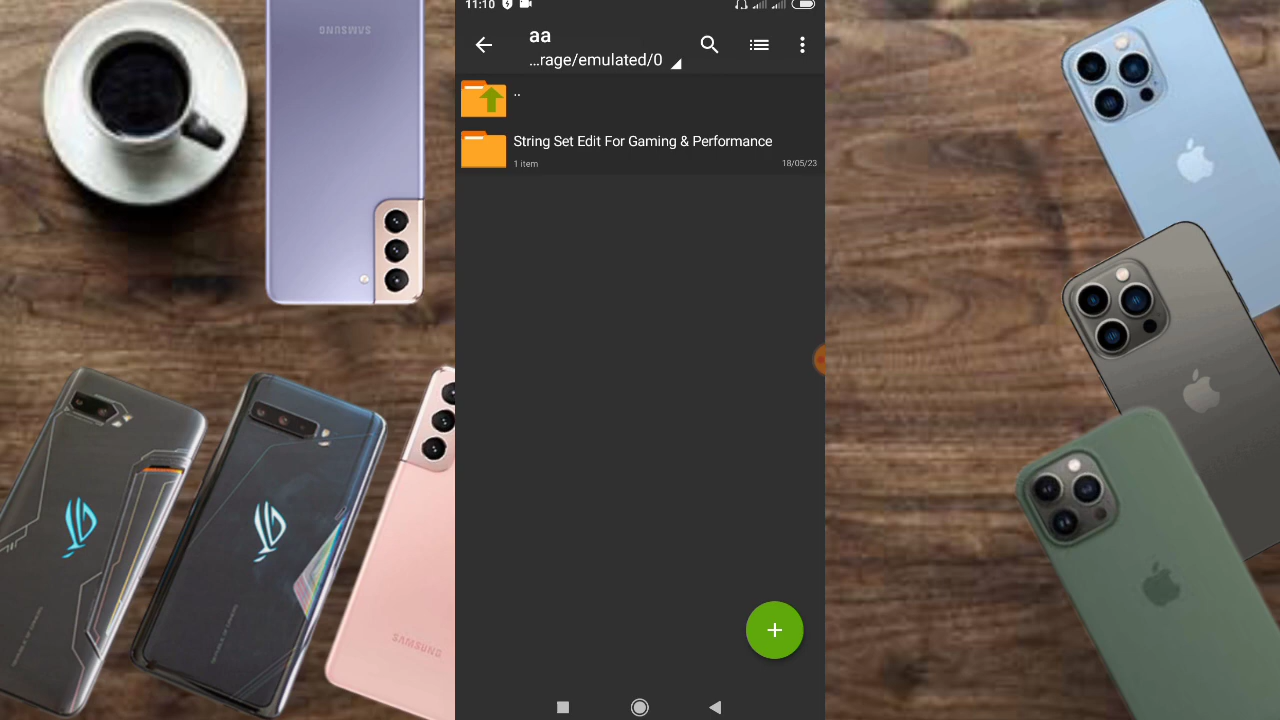 11:10
aa
...rage/emulated/0
..
String Set Edit For Gaming & Performance
1 item
18/05/23
SAMSUNG
SAMSUNG